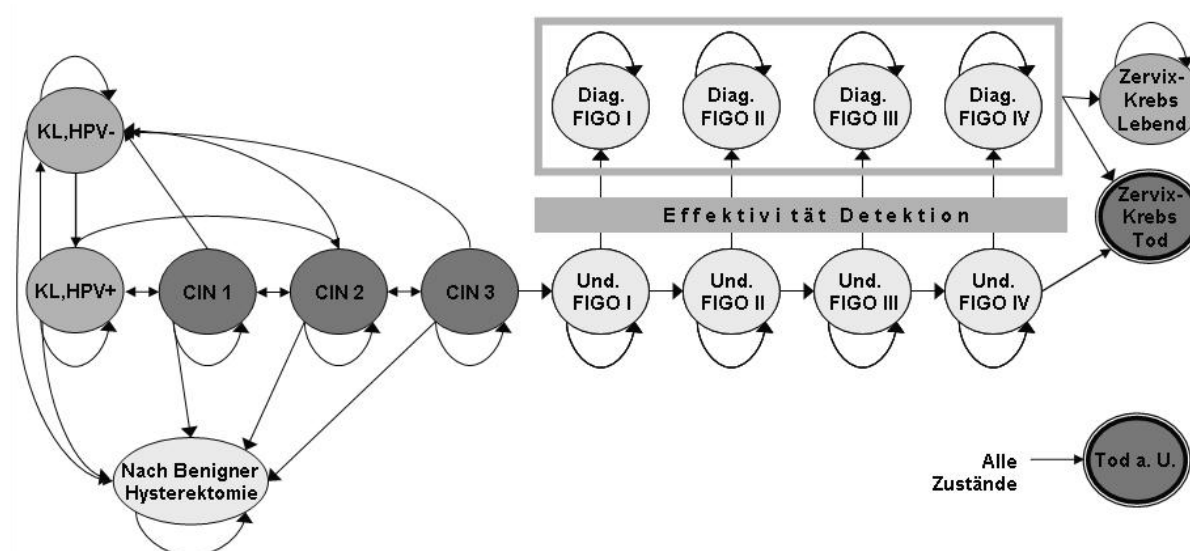 KL,HPV-
Diag.
FIGO I
Diag.
FIGO II
Diag.
FIGO III
Diag.
FIGO IV
Zervix-
Krebs
Lebend
Effektivität Detektion
Zervix-
Krebs
Tod
KL,HPV+
CIN 1
CIN 2
CIN 3
Und.
FIGO I
Und.
FIGO II
Und.
FIGO III
Und.
FIGO IV
Nach Benigner
Hysterektomie
Alle
Zustände
Tod a. U.